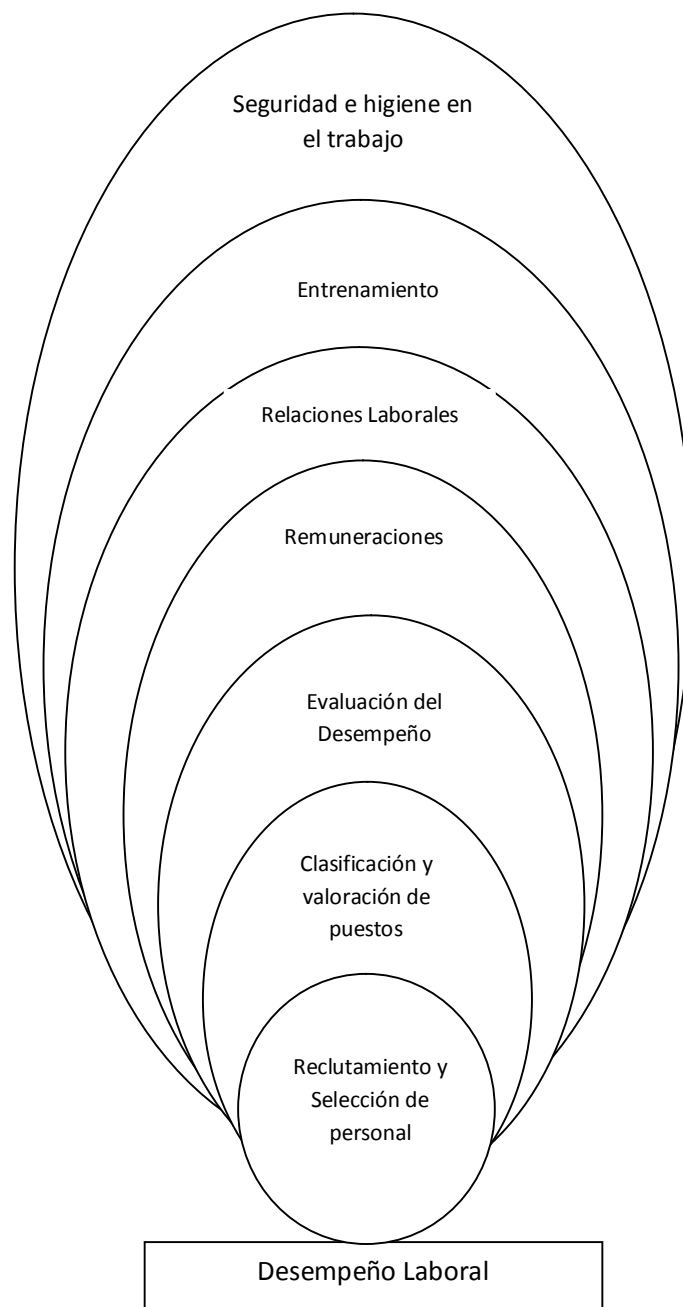 Seguridad e higiene en
el trabajo
Entrenamiento
Relaciones Laborales
Remuneraciones
Evaluación del
Desempeño
Clasificación y
valoración de
puestos
Reclutamiento y
Selección de
personal
Desempeño Laboral